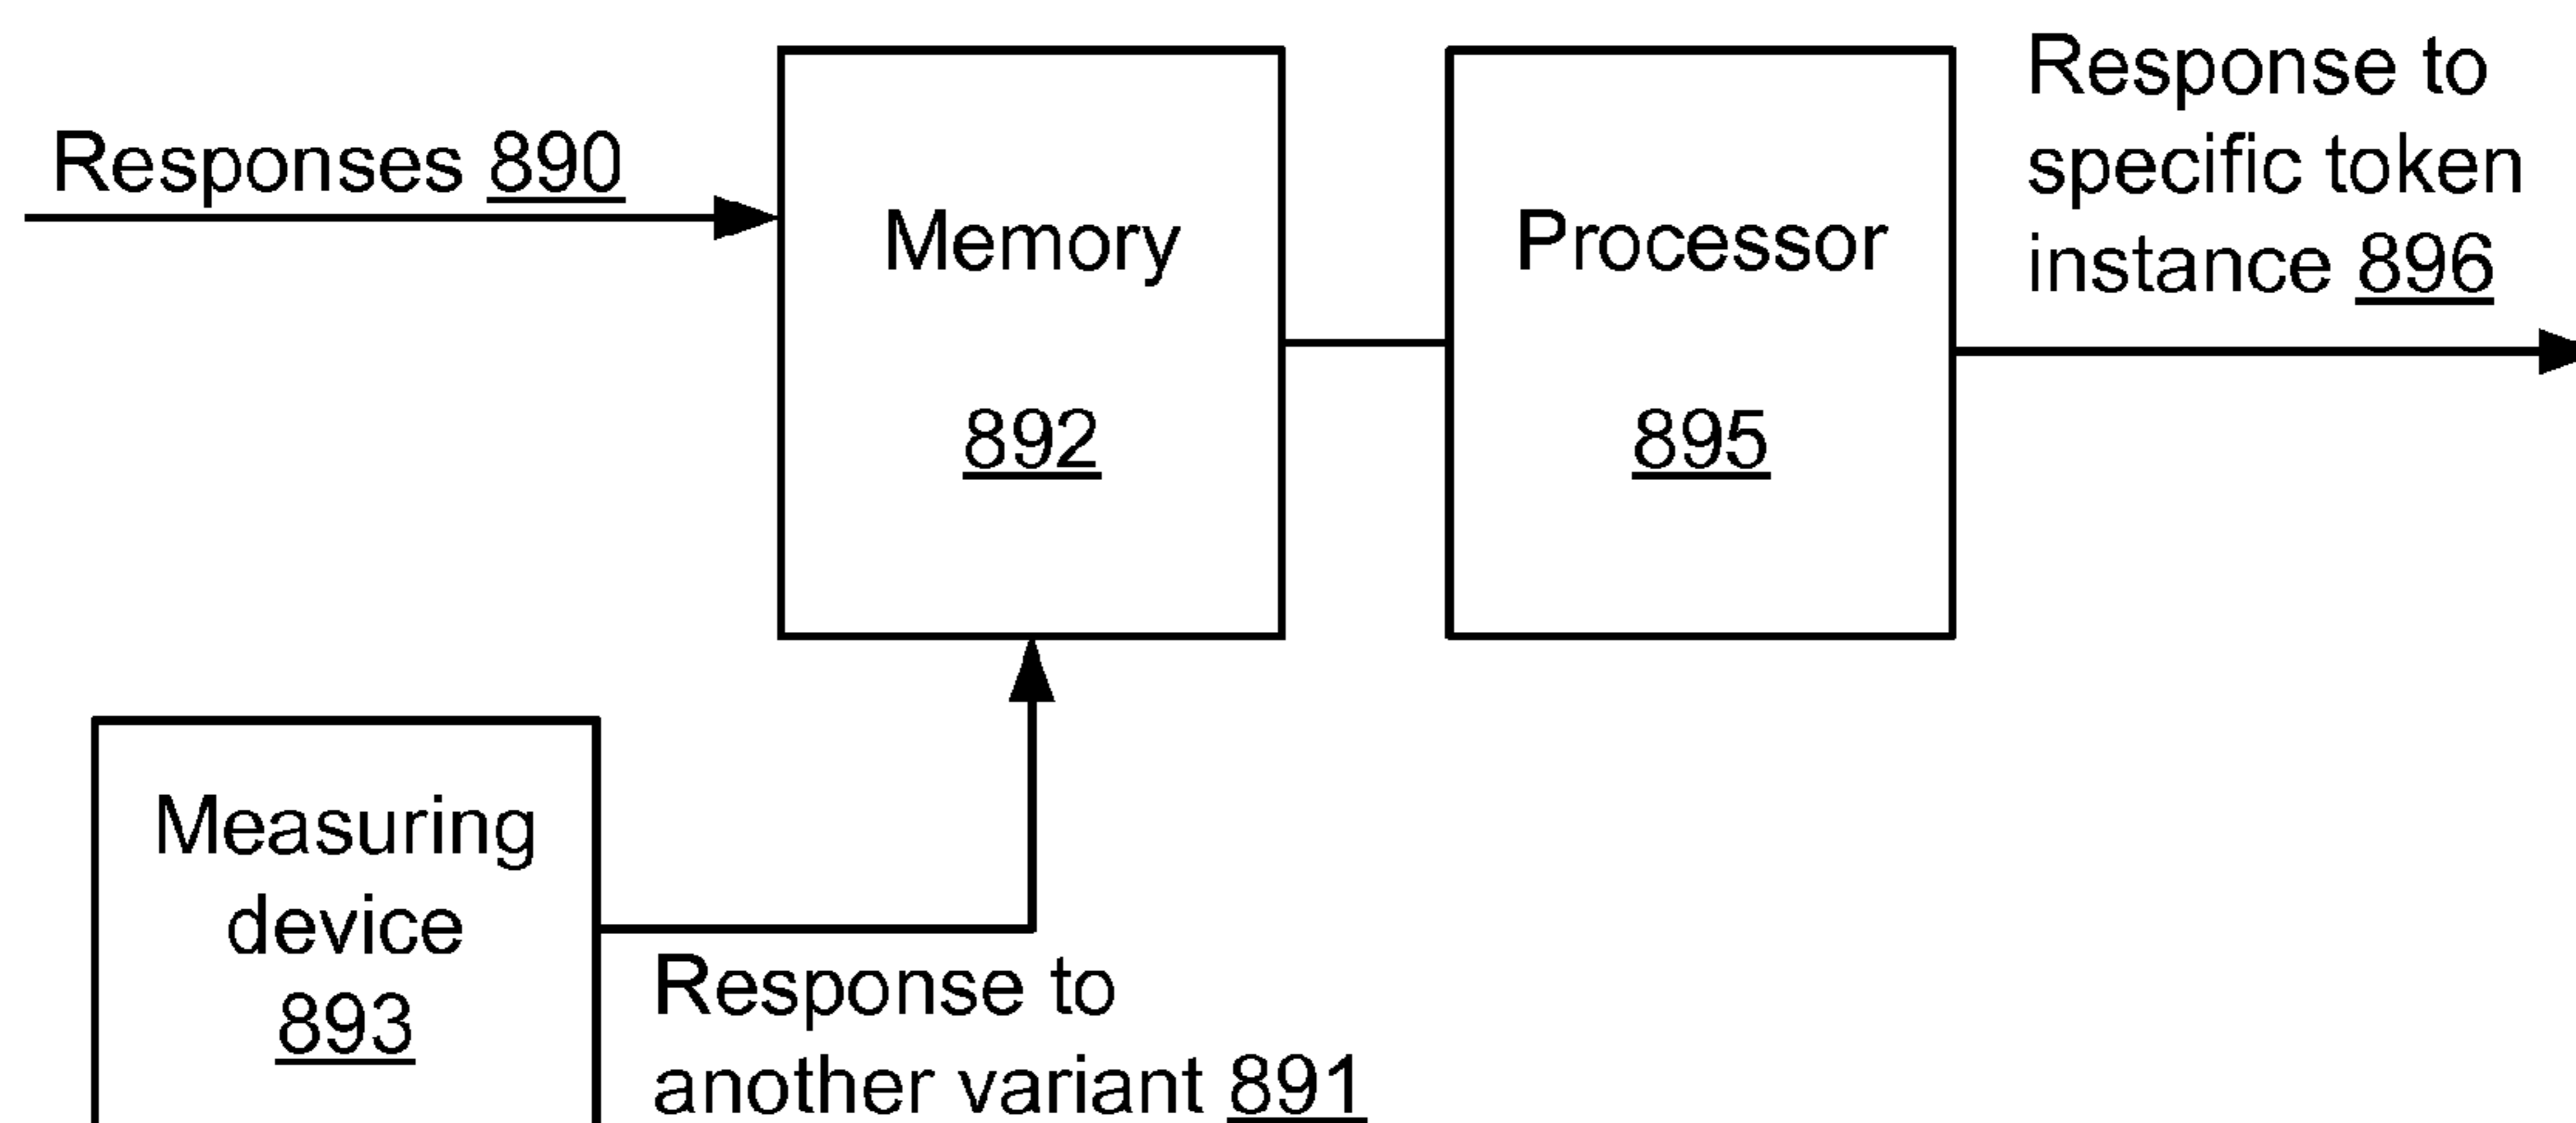 Responses 890
Memory
892
Processor
895
Response to
specific token
instance 896
Measuring
device
893
Response to
another variant 891